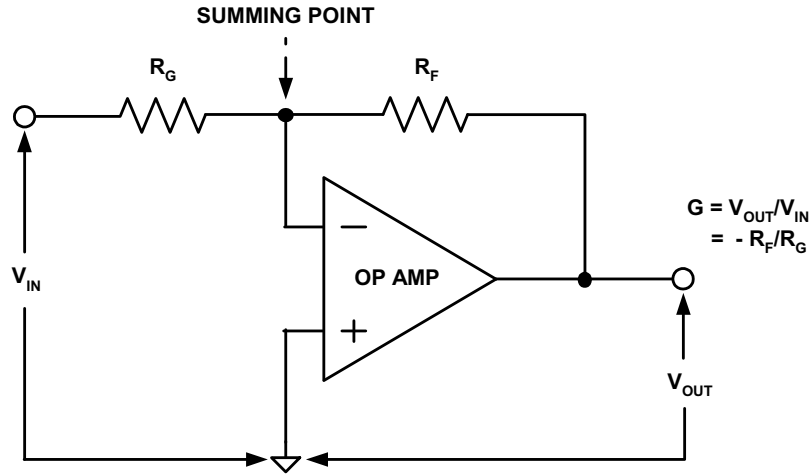 SUMMING POINT
R_G
R_F
G = V_OUT/V_IN
= - R_F/R_G
−
OP AMP
V_IN
+
V_OUT